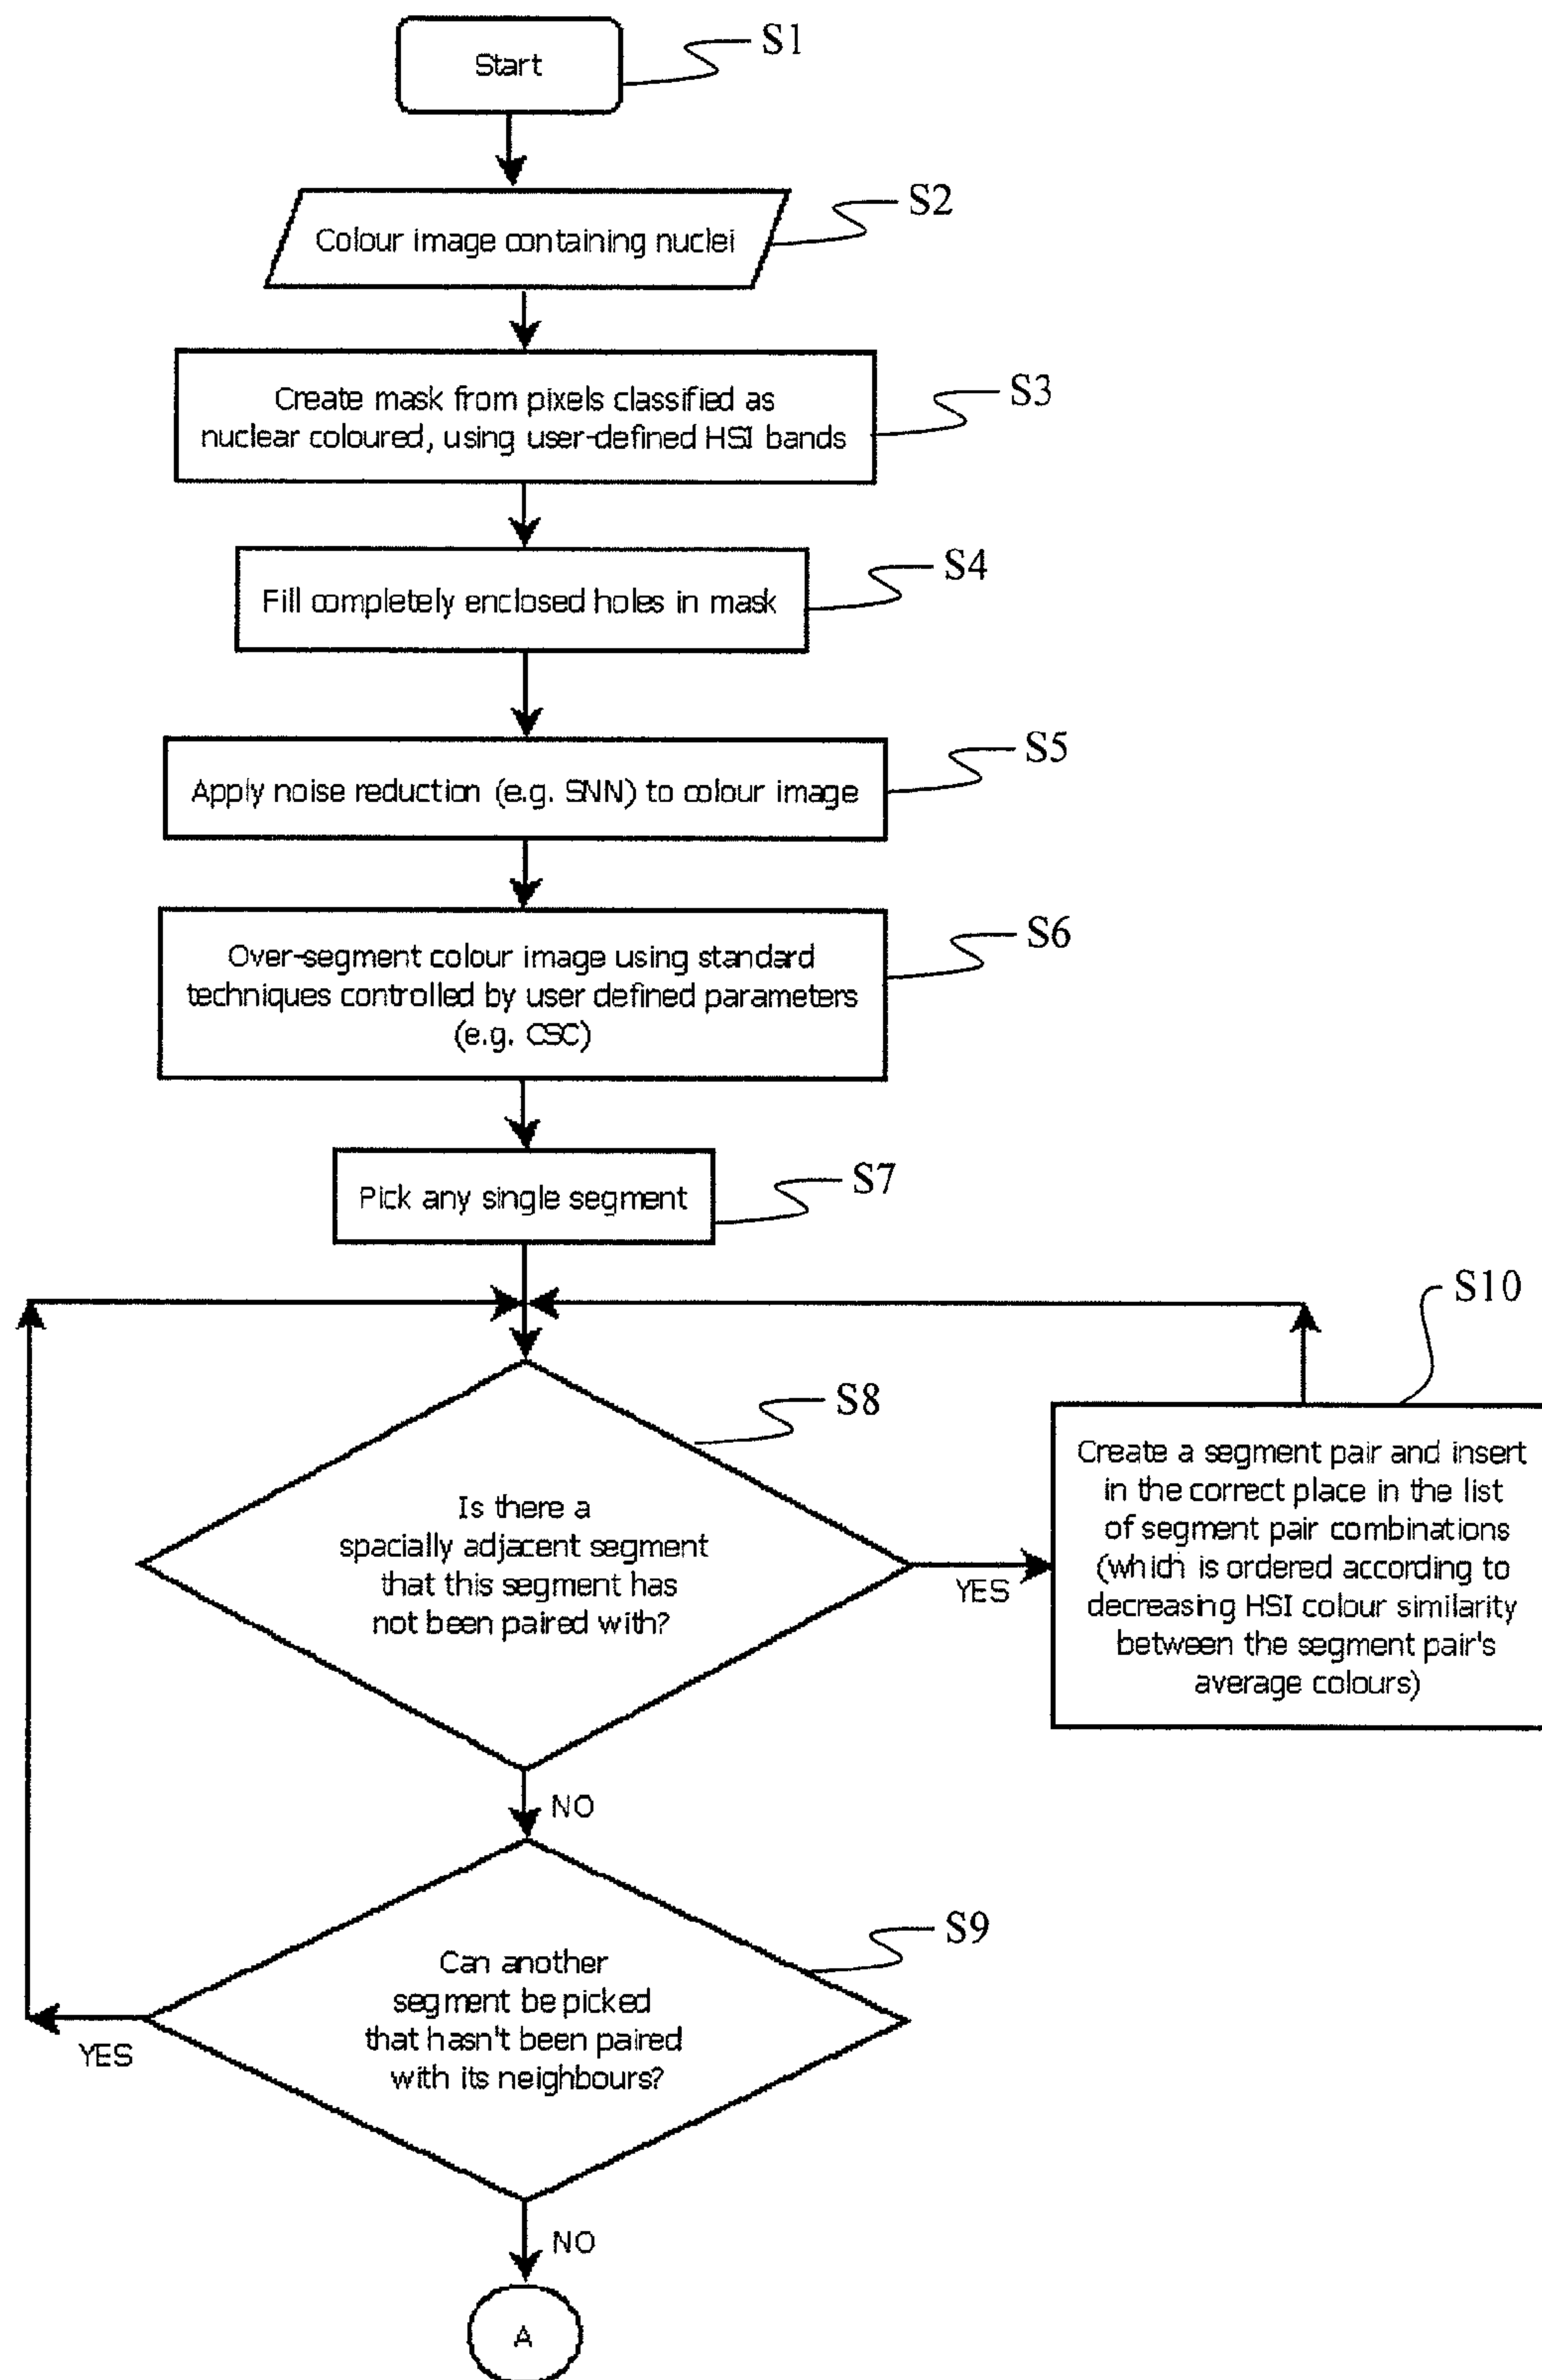 Start
S1
Colour image containing nuclei
S2
Create mask from pixels classified as
nuclear coloured, using user-defined HSI bands
S3
Fill completely enclosed holes in mask
S4
Apply noise reduction (e.g. SNN) to colour image
S5
Over-segment colour image using standard
techniques controlled by user defined parameters
(e.g. CSC)
S6
Pick any single segment
S7
Is there a
spacially adjacent segment
that this segment has
not been paired with?
S8
YES
Create a segment pair and insert
in the correct place in the list
of segment pair combinations
(which is ordered according to
decreasing HSI colour similarity
between the segment pair's
average colours)
S10
NO
Can another
segment be picked
that hasn't been paired
with its neighbours?
S9
YES
NO
A